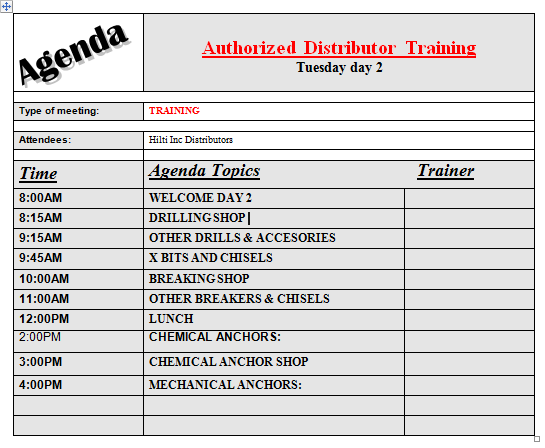 Agenda
Authorized Distributor Training
Tuesday day 2
Type of meeting: TRAINING
Attendees: Hilti Inc Distributors
Time Agenda Topics Trainer
8:00AM WELCOME DAY 2
8:15AM DRILLING SHOP
9:15AM OTHER DRILLS & ACCESORIES
9:45AM X BITS AND CHISELS
10:00AM BREAKING SHOP
11:00AM OTHER BREAKERS & CHISELS
12:00PM LUNCH
2:00PM CHEMICAL ANCHORS:
3:00PM CHEMICAL ANCHOR SHOP
4:00PM MECHANICAL ANCHORS: